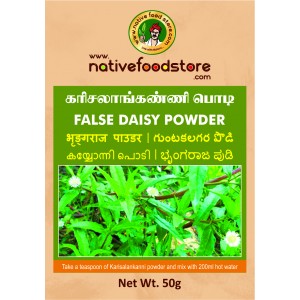 www.nativefoodstore.com
www.
nativefoodstore
.com
கரிசலாங்கண்ணி பொடி
FALSE DAISY POWDER
भृङ्गराज पाउडर | గుంటకలగర పొడి
കയ്യോന്നി പൊടി | ಭೃಂಗರಾಜ ಪುಡಿ
Take a teaspoon of Karisalankanni powder and mix with 200ml hot water
Net Wt. 50g